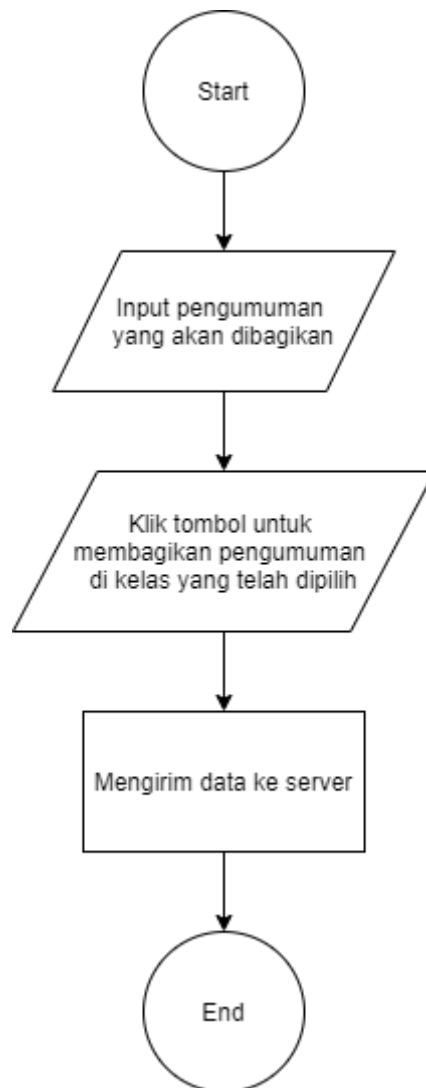 Start
Input pengumuman
yang akan dibagikan
Klik tombol untuk
membagikan pengumuman
di kelas yang telah dipilih
Mengirim data ke server
End